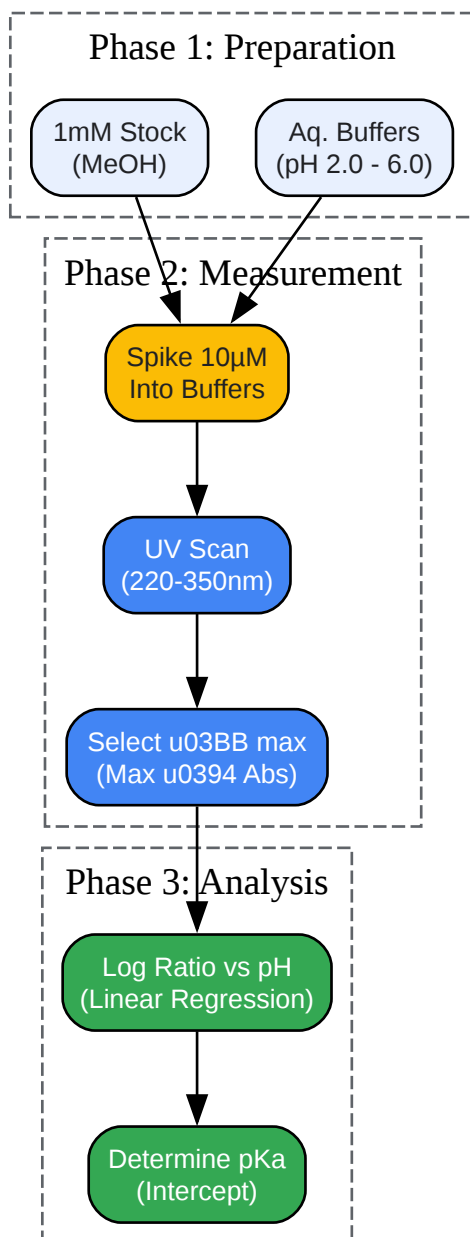 Phase 1: Preparation
1mM Stock
(MeOH)
Aq. Buffers
(pH 2.0 - 6.0)
Phase 2: Measurement
Spike 10µM
Into Buffers
UV Scan
(220-350nm)
Select u03BB max
(Max u0394 Abs)
Phase 3: Analysis
Log Ratio vs pH
(Linear Regression)
Determine pKa
(Intercept)